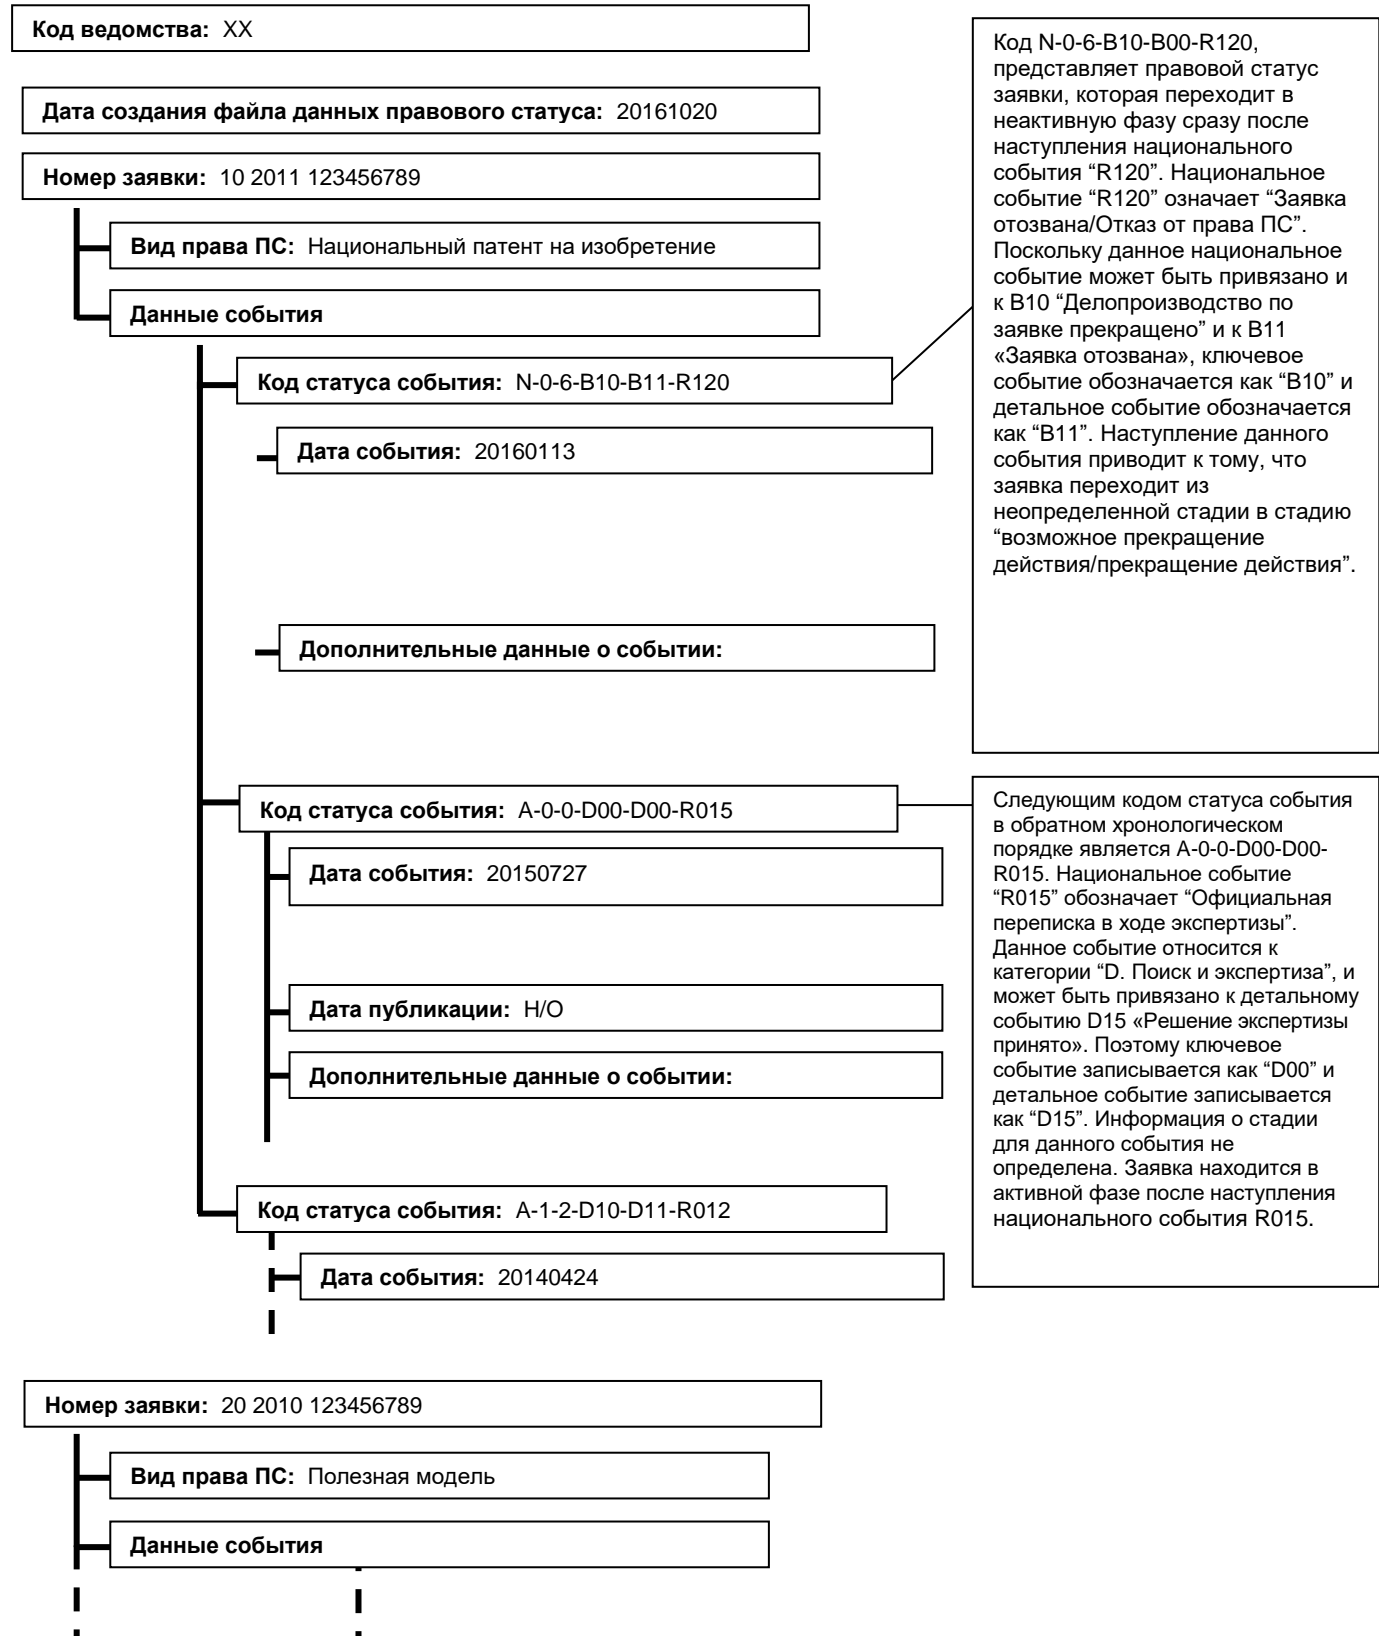 Код ведомства: XX
Дата создания файла данных правового статуса: 20161020
Номер заявки: 10 2011 123456789
Вид права ПС: Национальный патент на изобретение
Данные события
Код статуса события: N-0-6-B10-B11-R120
Дата события: 20160113
Дополнительные данные о событии:
Код N-0-6-B10-B00-R120,
представляет правовой статус
заявки, которая переходит в
неактивную фазу сразу после
наступления национального
события “R120”. Национальное
событие “R120” означает “Заявка
отозвана/Отказ от права ПС”.
Поскольку данное национальное
событие может быть привязано и
к B10 “Делопроизводство по
заявке прекращено” и к B11
«Заявка отозвана», ключевое
событие обозначается как “B10” и
детальное событие обозначается
как “B11”. Наступление данного
события приводит к тому, что
заявка переходит из
неопределенной стадии в стадию
“возможное прекращение
действия/прекращение действия”.
Код статуса события: A-0-0-D00-D00-R015
Дата события: 20150727
Дата публикации: Н/О
Дополнительные данные о событии:
Следующим кодом статуса события
в обратном хронологическом
порядке является A-0-0-D00-D00-
R015. Национальное событие
“R015” обозначает “Официальная
переписка в ходе экспертизы”.
Данное событие относится к
категории “D. Поиск и экспертиза”, и
может быть привязано к детальному
событию D15 «Решение экспертизы
принято». Поэтому ключевое
событие записывается как “D00” и
детальное событие записывается
как “D15”. Информация о стадии
для данного события не
определена. Заявка находится в
активной фазе после наступления
национального события R015.
Код статуса события: A-1-2-D10-D11-R012
Дата события: 20140424
Номер заявки: 20 2010 123456789
Вид права ПС: Полезная модель
Данные события